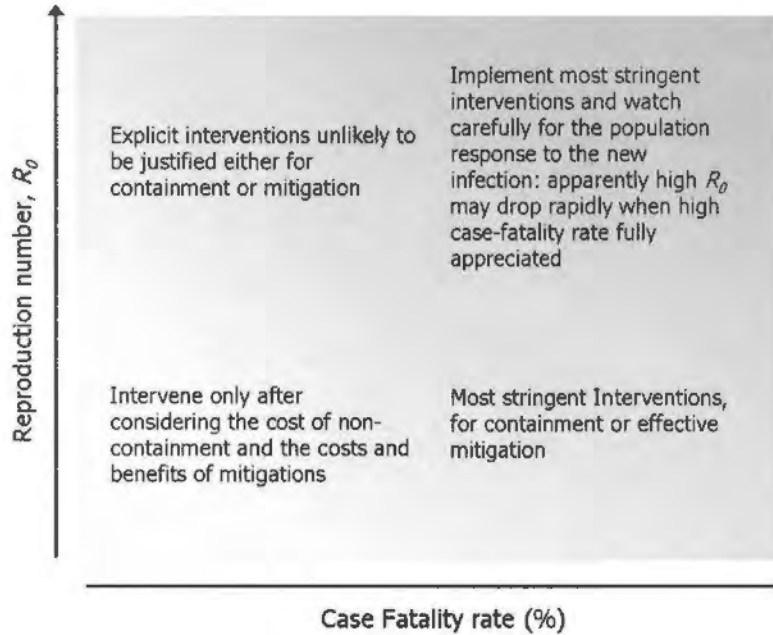 Reproduction number, R0
Explicit interventions unlikely to
be justified either for
containment or mitigation
Implement most stringent
interventions and watch
carefully for the population
response to the new
infection: apparently high R0
may drop rapidly when high
case-fatality rate fully
appreciated
Intervene only after
considering the cost of non-
containment and the costs and
benefits of mitigations
Most stringent Interventions,
for containment or effective
mitigation
Case Fatality rate (%)